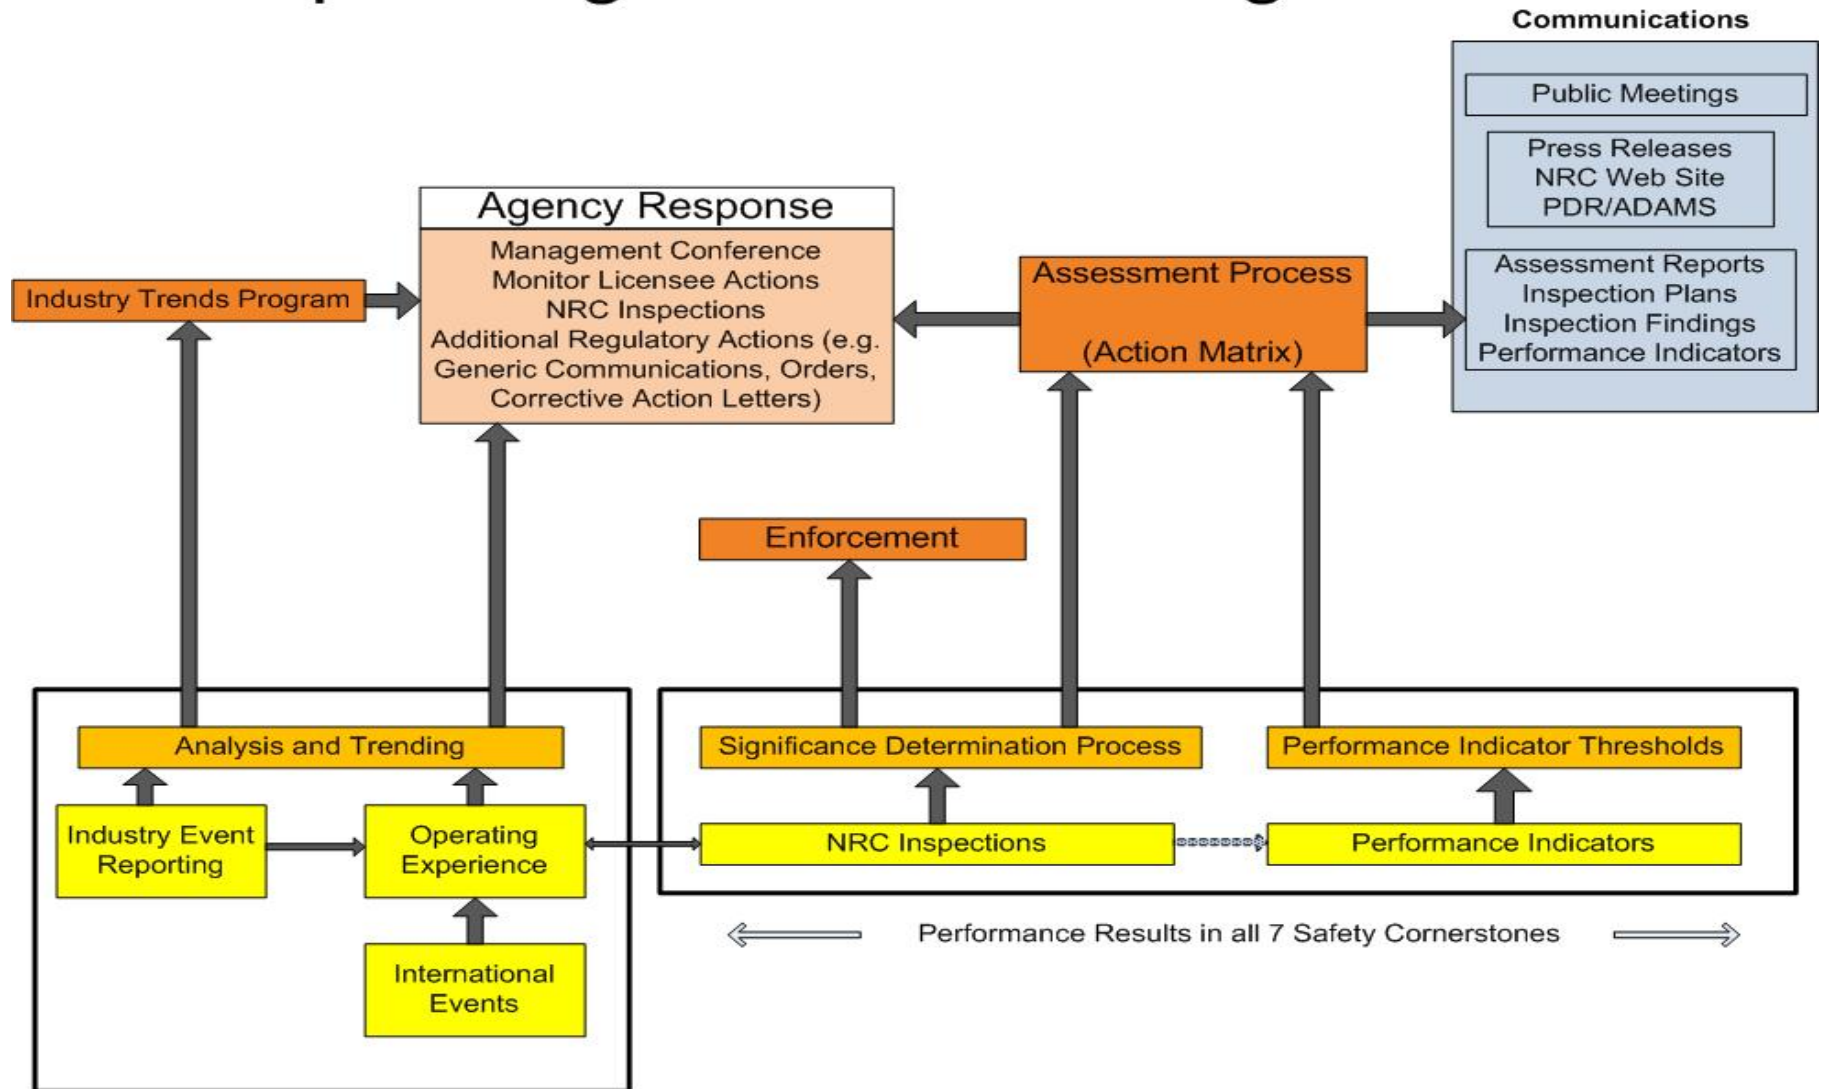 Communications
Public Meetings
Press Releases
NRC Web Site
PDR/ADAMS
Assessment Reports
Inspection Plans
Inspection Findings
Performance Indicators
Agency Response
Management Conference
Monitor Licensee Actions
NRC Inspections
Additional Regulatory Actions (e.g.
Generic Communications, Orders,
Corrective Action Letters)
Industry Trends Program
Assessment Process
(Action Matrix)
Enforcement
Analysis and Trending
Significance Determination Process
Performance Indicator Thresholds
Industry Event
Reporting
Operating
Experience
NRC Inspections
Performance Indicators
International
Events
Performance Results in all 7 Safety Cornerstones